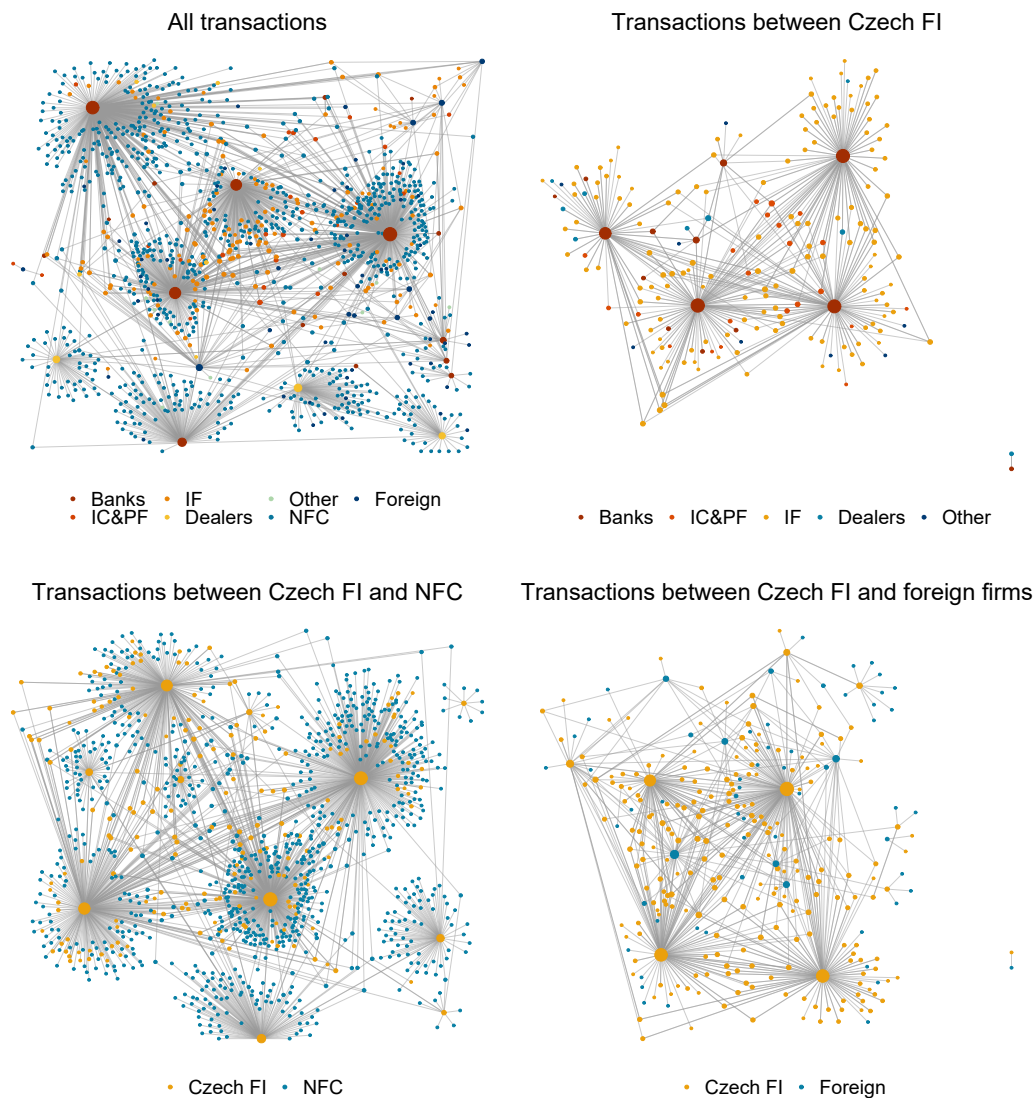 All transactions
Transactions between Czech FI
Banks IF Other Foreign
IC&PF Dealers NFC
Banks IC&PF IF Dealers Other
Transactions between Czech FI and NFC
Transactions between Czech FI and foreign firms
Czech FI NFC
Czech FI Foreign